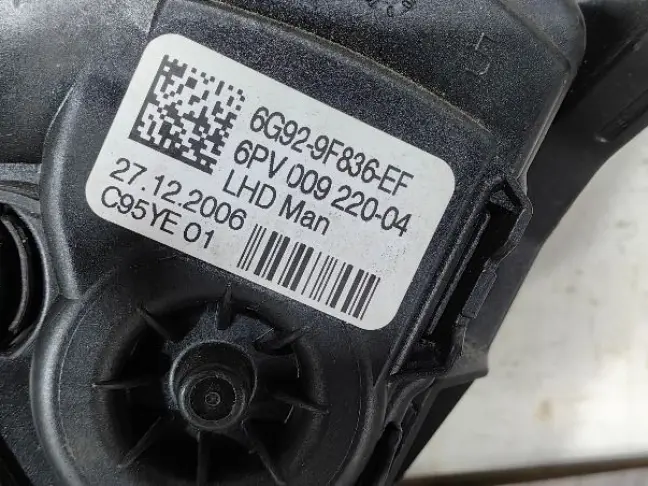 6G92-9F836-EF
6PV 009 220-04
LHD Man
27.12.2006
C95YE 01